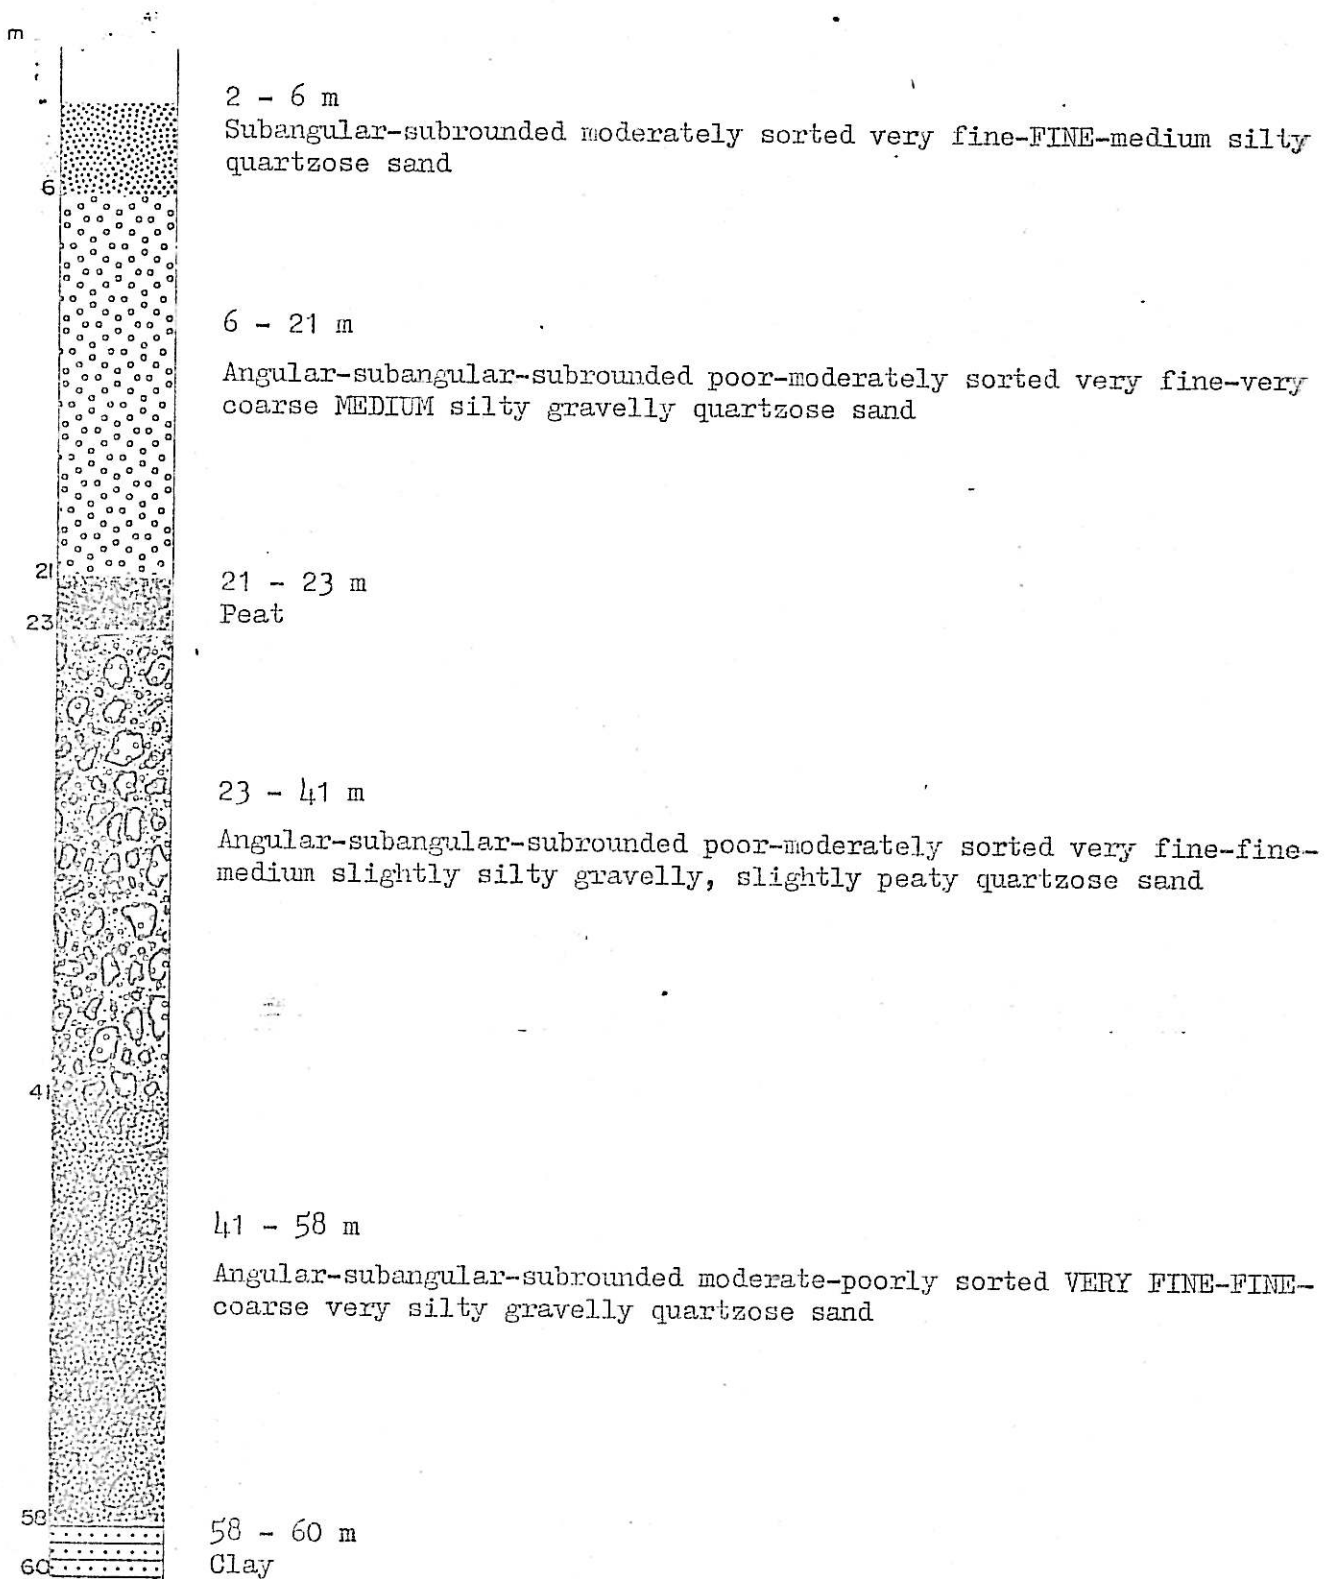 m
2 - 6 m
Subangular-subrounded moderately sorted very fine-FINE-medium silty
quartzose sand
6
6 - 21 m
Angular-subangular-subrounded poor-moderately sorted very fine-very
coarse MEDIUM silty gravelly quartzose sand
21
21 - 23 m
Peat
23
23 - 41 m
Angular-subangular-subrounded poor-moderately sorted very fine-fine-
medium slightly silty gravelly, slightly peaty quartzose sand
41
41 - 58 m
Angular-subangular-subrounded moderate-poorly sorted VERY FINE-FINE-
coarse very silty gravelly quartzose sand
58
58 - 60 m
Clay
60